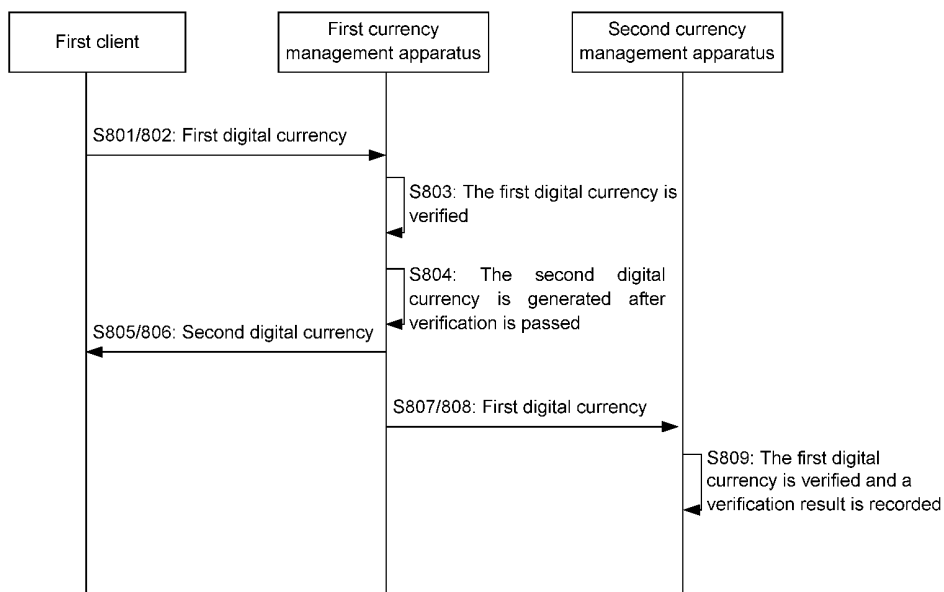 First client
First currency
management apparatus
Second currency
management apparatus
S801/802: First digital currency
S803: The first digital currency is
verified
S804: The second digital
currency is generated after
verification is passed
S805/806: Second digital currency
S807/808: First digital currency
S809: The first digital
currency is verified and a
verification result is recorded